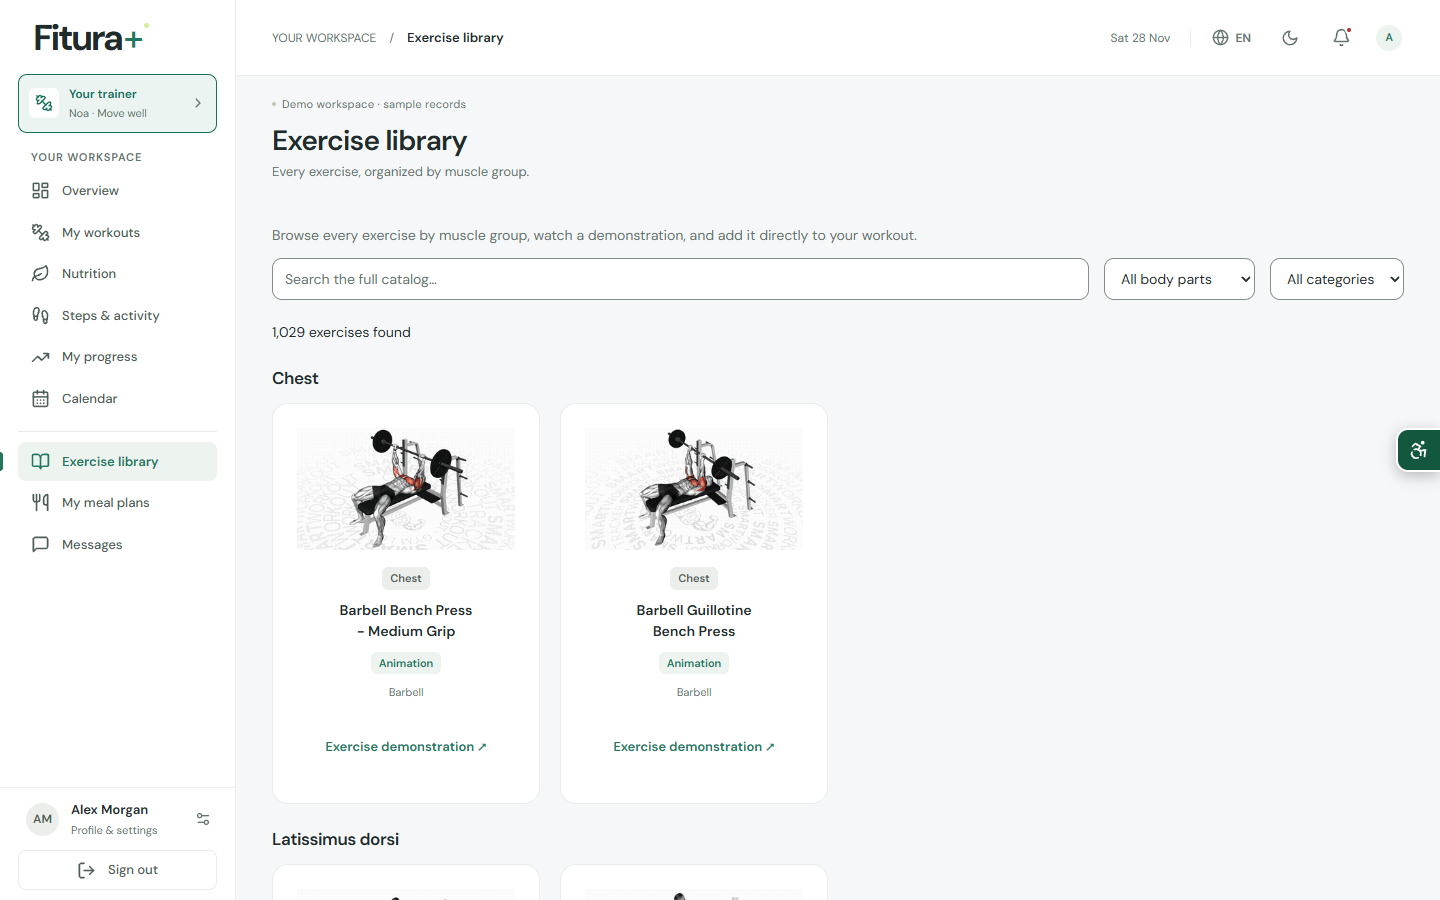 Fitura+
Your trainer
Noa · Move well
YOUR WORKSPACE
Overview
My workouts
Nutrition
Steps & activity
My progress
Calendar
Exercise library
My meal plans
Messages
AM
Alex Morgan
Profile & settings
Sign out
YOUR WORKSPACE / Exercise library
Sat 28 Nov
EN
A
Demo workspace · sample records
Exercise library
Every exercise, organized by muscle group.
Browse every exercise by muscle group, watch a demonstration, and add it directly to your workout.
Search the full catalog...
All body parts
All categories
1,029 exercises found
Chest
Chest
Barbell Bench Press
- Medium Grip
Animation
Barbell
Exercise demonstration ↗
Chest
Barbell Guillotine
Bench Press
Animation
Barbell
Exercise demonstration ↗
Latissimus dorsi